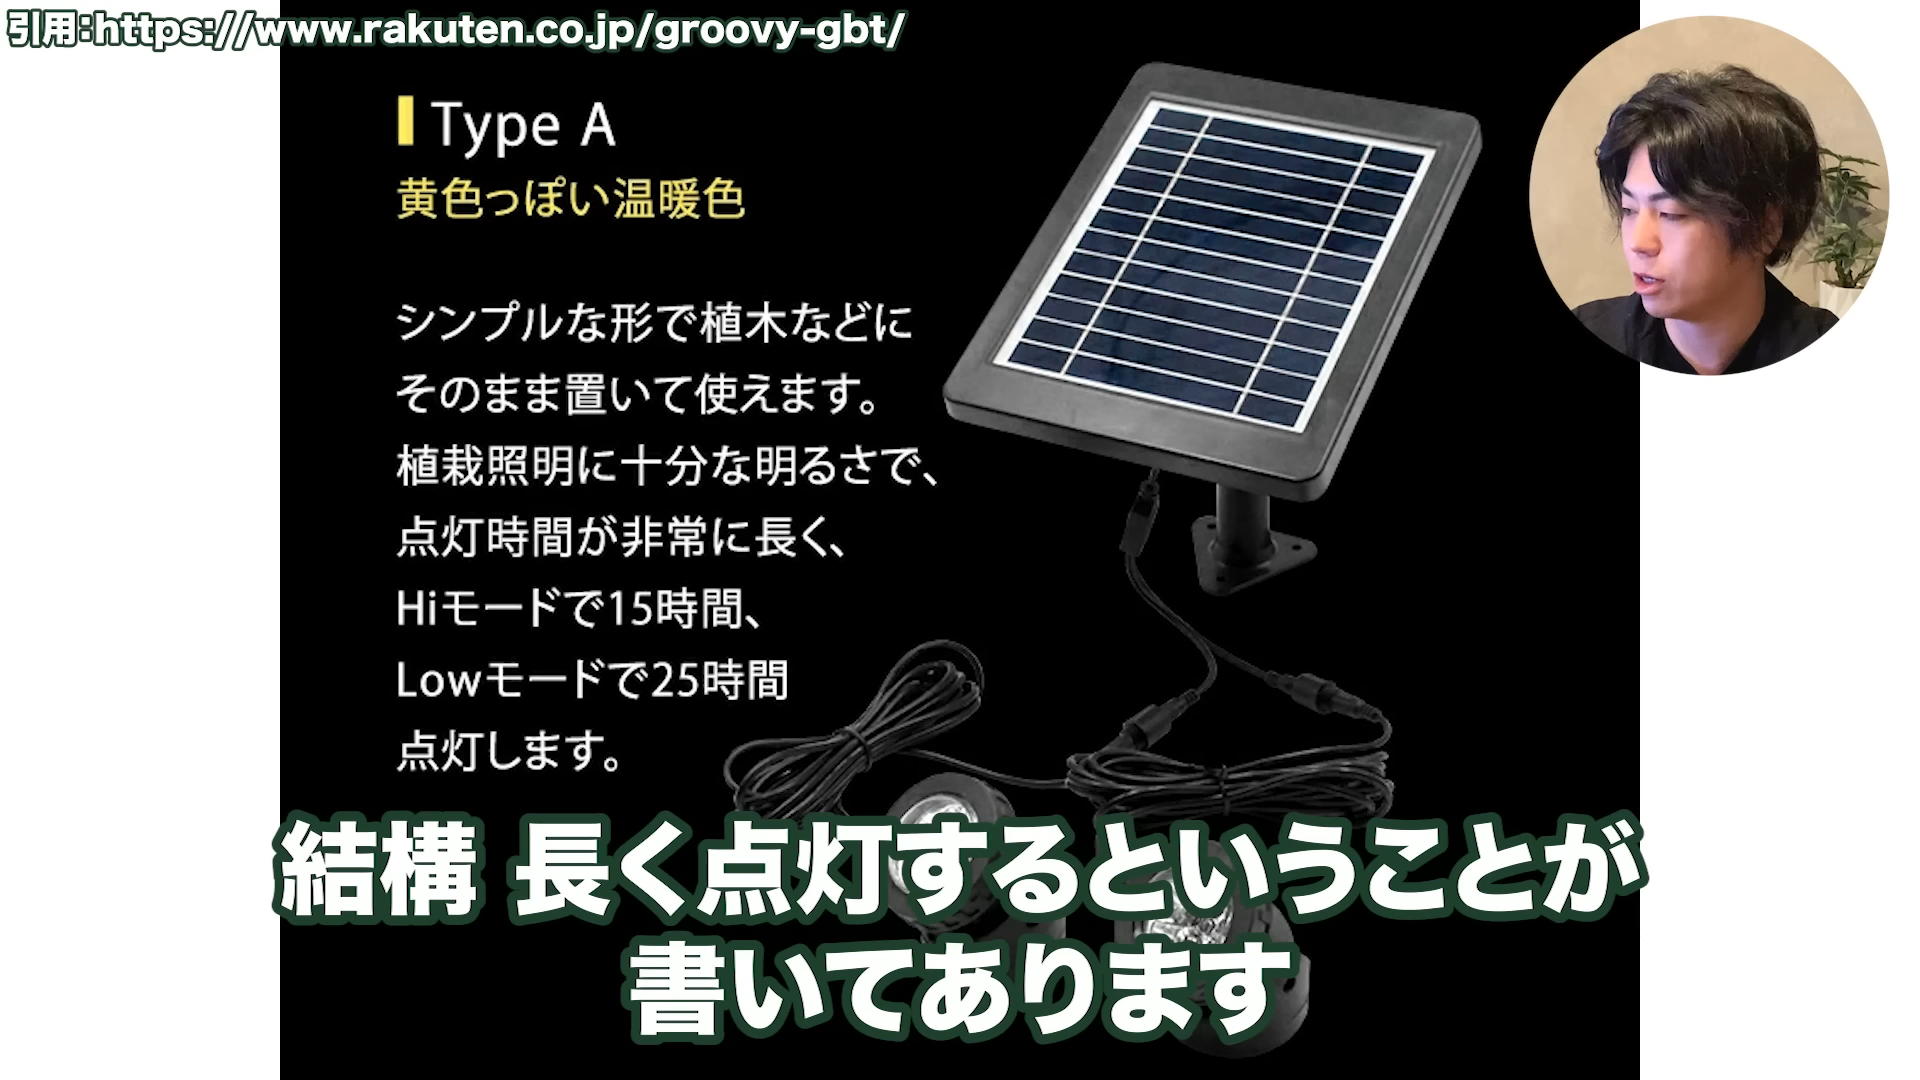 引用:https://www.rakuten.co.jp/groovy-gbt/
Type A
黄色っぽい温暖色
シンプルな形で植木などに
そのまま置いて使えます。
植栽照明に十分な明るさで、
点灯時間が非常に長く、
Hiモードで15時間、
Lowモードで25時間
点灯します。
結構 長く点灯するということが
書いてあります